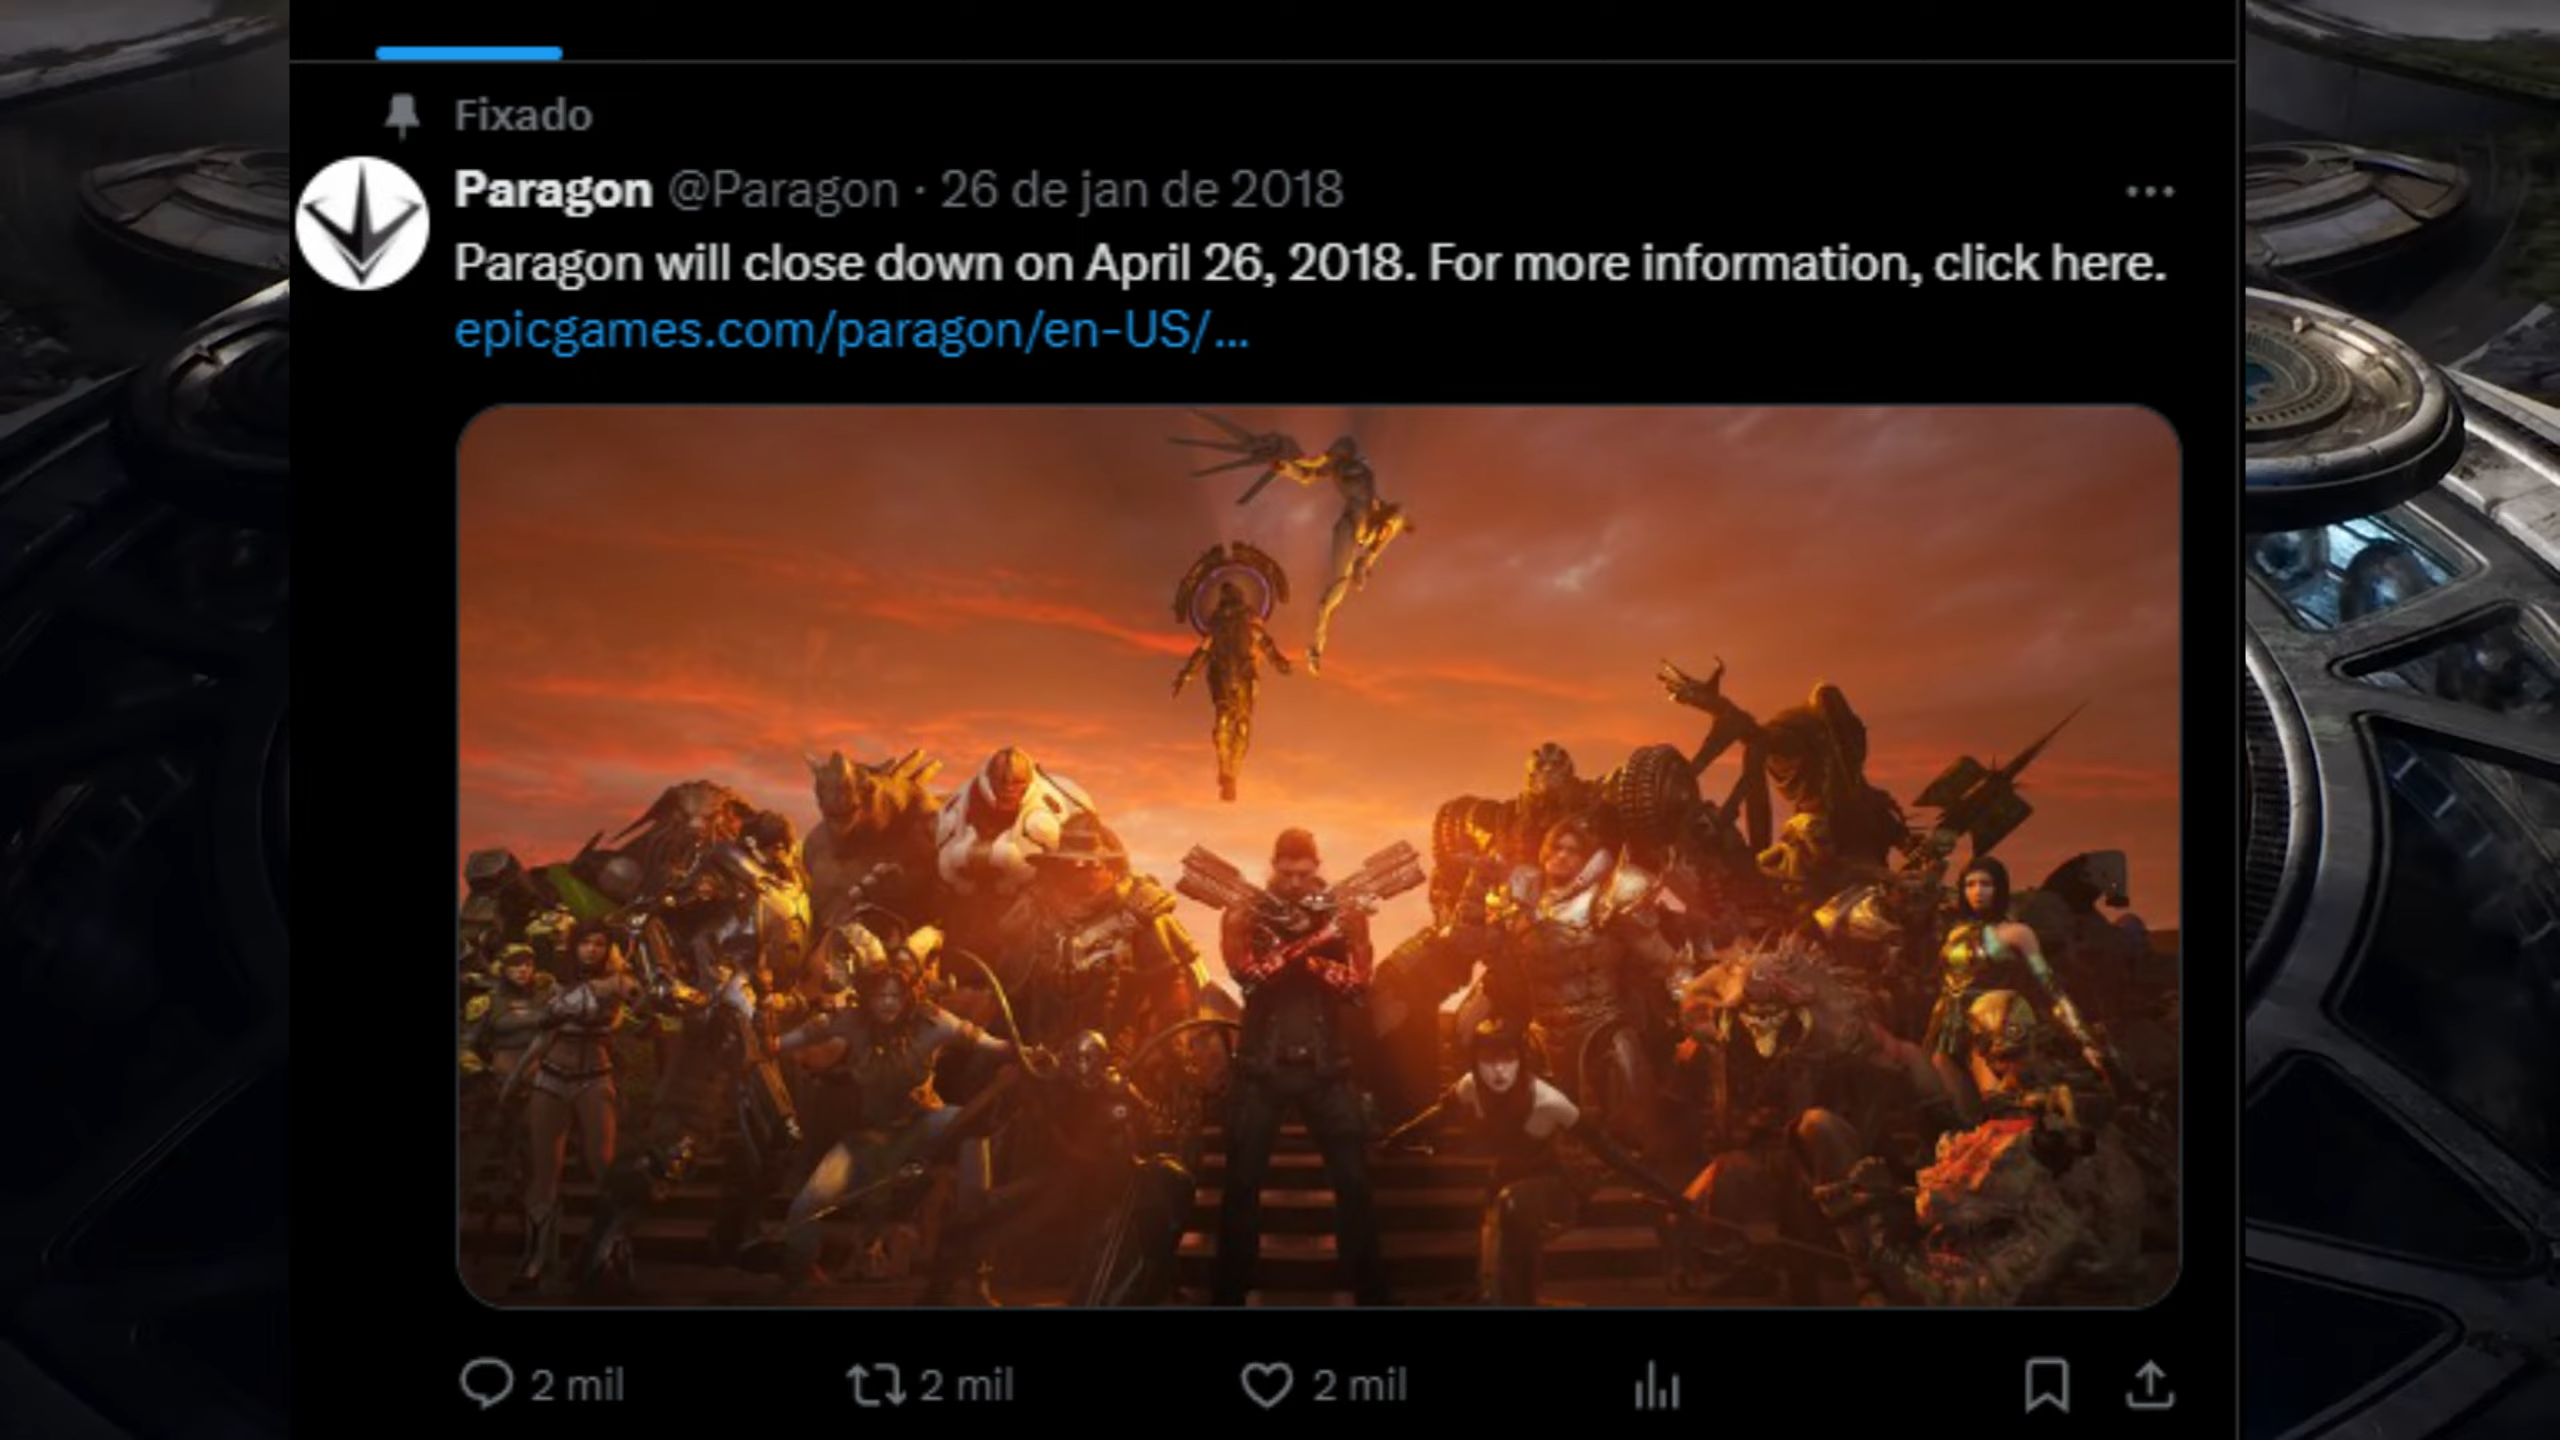 Fixado
Paragon @Paragon · 26 de jan de 2018
Paragon will close down on April 26, 2018. For more information, click here.
epicgames.com/paragon/en-US/...
2 mil 2 mil 2 mil